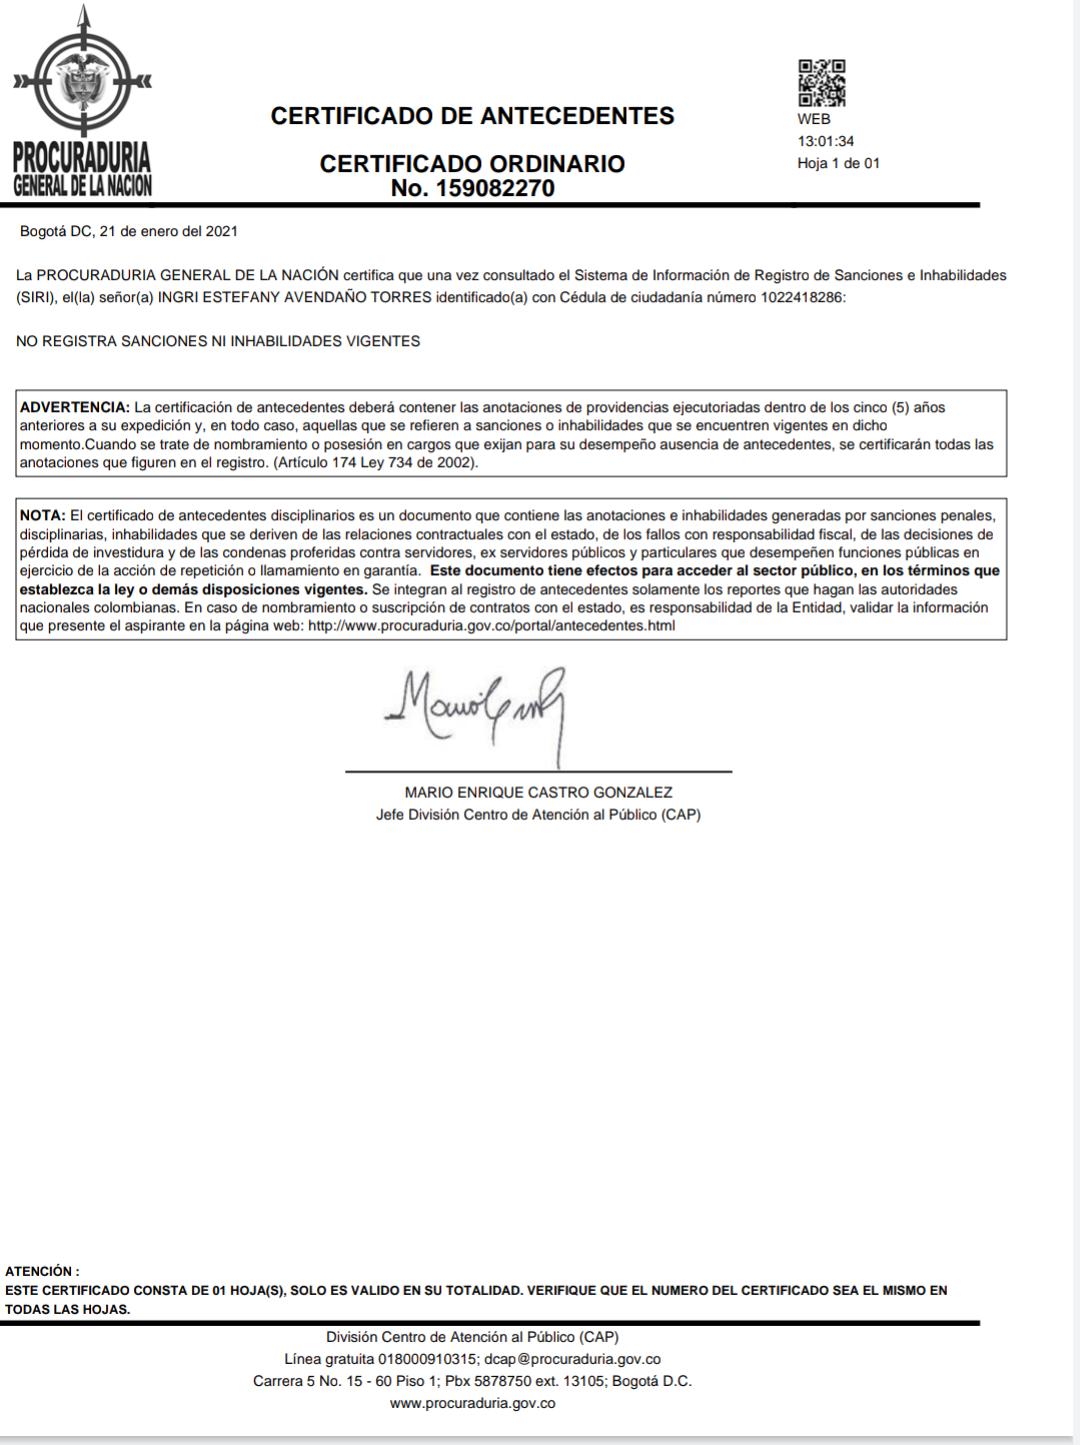 PROCURADURIA
GENERAL DE LA NACION
CERTIFICADO DE ANTECEDENTES
CERTIFICADO ORDINARIO
No. 159082270
WEB
13:01:34
Hoja 1 de 01
Bogotá DC, 21 de enero del 2021
La PROCURADURIA GENERAL DE LA NACIÓN certifica que una vez consultado el Sistema de Información de Registro de Sanciones e Inhabilidades
(SIRI), el(la) señor(a) INGRI ESTEFANY AVENDAÑO TORRES identificado(a) con Cédula de ciudadanía número 1022418286:
NO REGISTRA SANCIONES NI INHABILIDADES VIGENTES
ADVERTENCIA: La certificación de antecedentes deberá contener las anotaciones de providencias ejecutoriadas dentro de los cinco (5) años
anteriores a su expedición y, en todo caso, aquellas que se refieren a sanciones o inhabilidades que se encuentren vigentes en dicho
momento.Cuando se trate de nombramiento o posesión en cargos que exijan para su desempeño ausencia de antecedentes, se certificarán todas las
anotaciones que figuren en el registro. (Artículo 174 Ley 734 de 2002).
NOTA: El certificado de antecedentes disciplinarios es un documento que contiene las anotaciones e inhabilidades generadas por sanciones penales,
disciplinarias, inhabilidades que se deriven de las relaciones contractuales con el estado, de los fallos con responsabilidad fiscal, de las decisiones de
pérdida de investidura y de las condenas proferidas contra servidores, ex servidores públicos y particulares que desempeñen funciones públicas en
ejercicio de la acción de repetición o llamamiento en garantía. Este documento tiene efectos para acceder al sector público, en los términos que
establezca la ley o demás disposiciones vigentes. Se integran al registro de antecedentes solamente los reportes que hagan las autoridades
nacionales colombianas. En caso de nombramiento o suscripción de contratos con el estado, es responsabilidad de la Entidad, validar la información
que presente el aspirante en la página web: http://www.procuraduria.gov.co/portal/antecedentes.html
MARIO ENRIQUE CASTRO GONZALEZ
Jefe División Centro de Atención al Público (CAP)
ATENCIÓN :
ESTE CERTIFICADO CONSTA DE 01 HOJA(S), SOLO ES VALIDO EN SU TOTALIDAD. VERIFIQUE QUE EL NUMERO DEL CERTIFICADO SEA EL MISMO EN
TODAS LAS HOJAS.
División Centro de Atención al Público (CAP)
Línea gratuita 018000910315; dcap@procuraduria.gov.co
Carrera 5 No. 15 - 60 Piso 1; Pbx 5878750 ext. 13105; Bogotá D.C.
www.procuraduria.gov.co